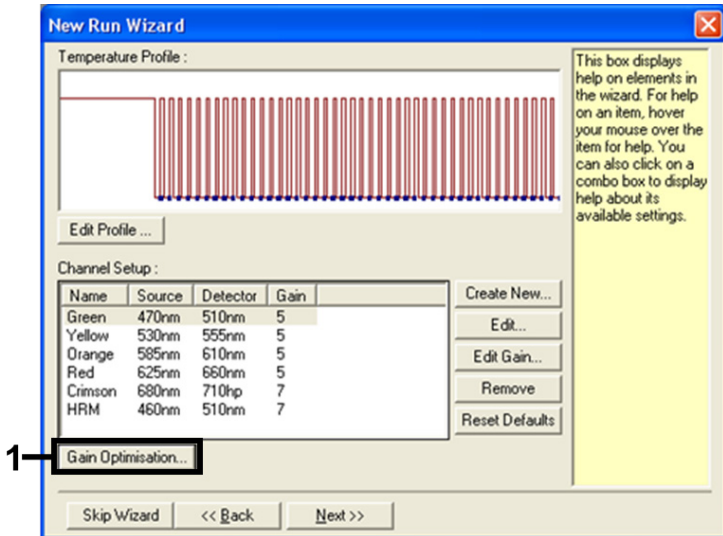 New Run Wizard
Temperature Profile :
Edit Profile ...
Channel Setup :
Name Source Detector Gain
Green 470nm 510nm 5
Yellow 530nm 555nm 5
Orange 585nm 610nm 5
Red 625nm 660nm 5
Crimson 680nm 710hp 7
HRM 460nm 510nm 7
Create New...
Edit...
Edit Gain...
Remove
Reset Defaults
1
Gain Optimisation...
Skip Wizard
<< Back
Next >>
This box displays
help on elements in
the wizard. For help
on an item, hover
your mouse over the
item for help. You
can also click on a
combo box to display
help about its
available settings.